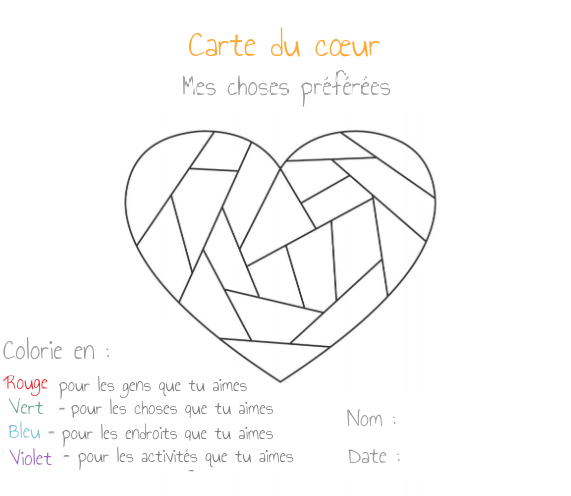 Carte du cœur
Mes choses préférées
Colorie en :
Rouge pour les gens que tu aimes
Vert - pour les choses que tu aimes
Bleu - pour les endroits que tu aimes
Violet - pour les activités que tu aimes
Nom :
Date :